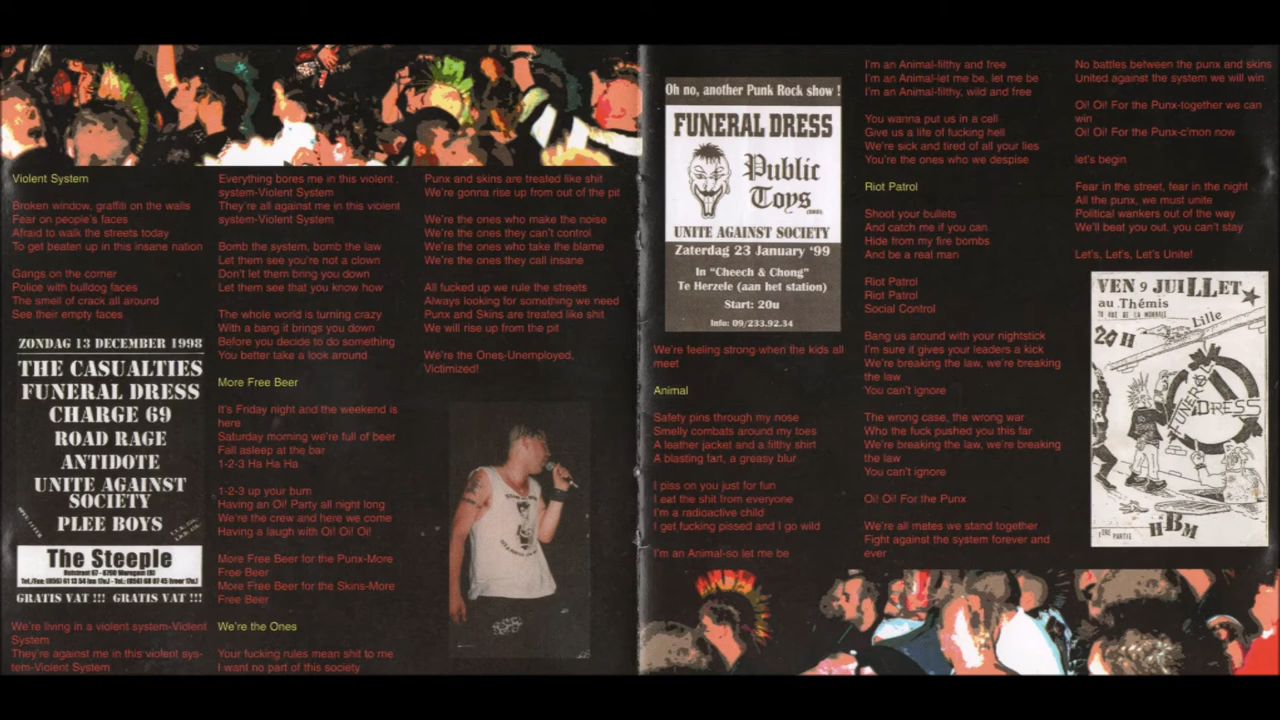 Violent System
Broken window, graffiti on the walls
Fear on people's faces
Afraid to walk the streets today
To get beaten up in this insane nation
Gangs on the corner
Police with bulldog faces
The smell of crack all around
See their empty faces
ZONDAG 13 DECEMBER 1998
THE CASUALTIES
FUNERAL DRESS
CHARGE 69
ROAD RAGE
ANTIDOTE
UNITE AGAINST
SOCIETY
PLEE BOYS
The Steeple
GRATIS VAT !!! GRATIS VAT !!!
We're living in a violent system-Violent
System
They're against me in this violent sys-
tem-Violent System
Everything bores me in this violent
system-Violent System
They're all against me in this violent
system-Violent System
Bomb the system, bomb the law
Let them see you're not a clown
Don't let them bring you down
Let them see that you know how
The whole world is turning crazy
With a bang it brings you down
Before you decide to do something
You better take a look around
More Free Beer
It's Friday night and the weekend is
here
Saturday morning we're full of beer
Fall asleep at the bar
1-2-3 Ha Ha Ha
1-2-3 up your bum
Having an Oi! Party all night long
We're the crew and here we come
Having a laugh with Oi! Oi! Oi!
More Free Beer for the Punx-More
Free Beer
More Free Beer for the Skins-More
Free Beer
We're the Ones
Your fucking rules mean shit to me
I want no part of this society
Punx and skins are treated like shit
We're gonna rise up from out of the pit
We're the ones who make the noise
We're the ones they can't control
We're the ones who take the blame
We're the ones they call insane
All fucked up we rule the streets
Always looking for something we need
Punx and Skins are treated like shit
We will rise up from the pit
We're the Ones-Unemployed,
Victimized!
Oh no, another Punk Rock show !
FUNERAL DRESS
Public
Toys
UNITE AGAINST SOCIETY
Zaterdag 23 January '99
In "Cheech & Chong"
Te Herzele (aan het station)
Start: 20u
Info: 09/233.92.34
We're feeling strong when the kids all
meet
Animal
Safety pins through my nose
Smelly combats around my toes
A leather jacket and a filthy shirt
A blasting fart, a greasy blur
I piss on you just for fun
I eat the shit from everyone
I'm a radioactive child
I get fucking pissed and I go wild
I'm an Animal-so let me be
I'm an Animal-filthy and free
I'm an Animal-let me be, let me be
I'm an Animal-filthy, wild and free
You wanna put us in a cell
Give us a life of fucking hell
We're sick and tired of all your lies
You're the ones who we despise
Riot Patrol
Shoot your bullets
And catch me if you can
Hide from my fire bombs
And be a real man
Riot Patrol
Riot Patrol
Social Control
Bang us around with your nightstick
I'm sure it gives your leaders a kick
We're breaking the law, we're breaking
the law
You can't ignore
The wrong case, the wrong war
Who the fuck pushed you this far
We're breaking the law, we're breaking
the law
You can't ignore
Oi! Oi! For the Punx
We're all mates we stand together
Fight against the system forever and
ever
No battles between the punx and skins
United against the system we will win
Oi! Oi! For the Punx-together we can
win
Oi! Oi! For the Punx-c'mon now
let's begin
Fear in the street, fear in the night
All the punx, we must unite
Political wankers out of the way
We'll beat you out, you can't stay
Let's, Let's, Let's Unite!
VEN 9 JUILLET
au Thémis
Lille
20H
FUNERAL
DRESS
HBM
PARTIE